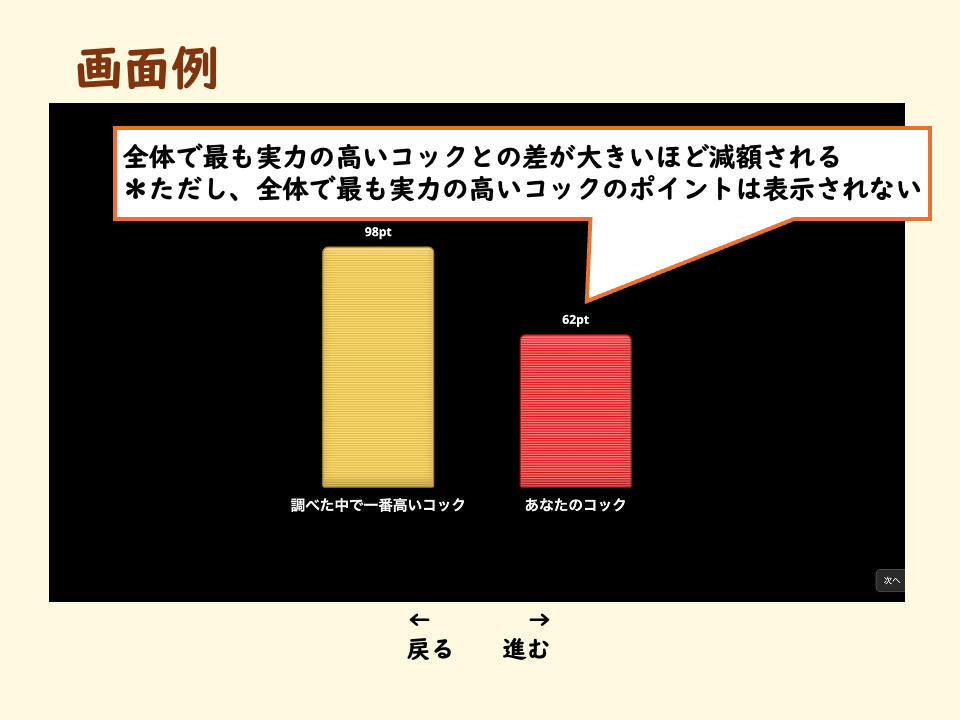 画面例
全体で最も実力の高いコックとの差が大きいほど減額される
＊ただし、全体で最も実力の高いコックのポイントは表示されない
98pt
62pt
調べた中で一番高いコック
あなたのコック
次へ
← →
戻る 進む